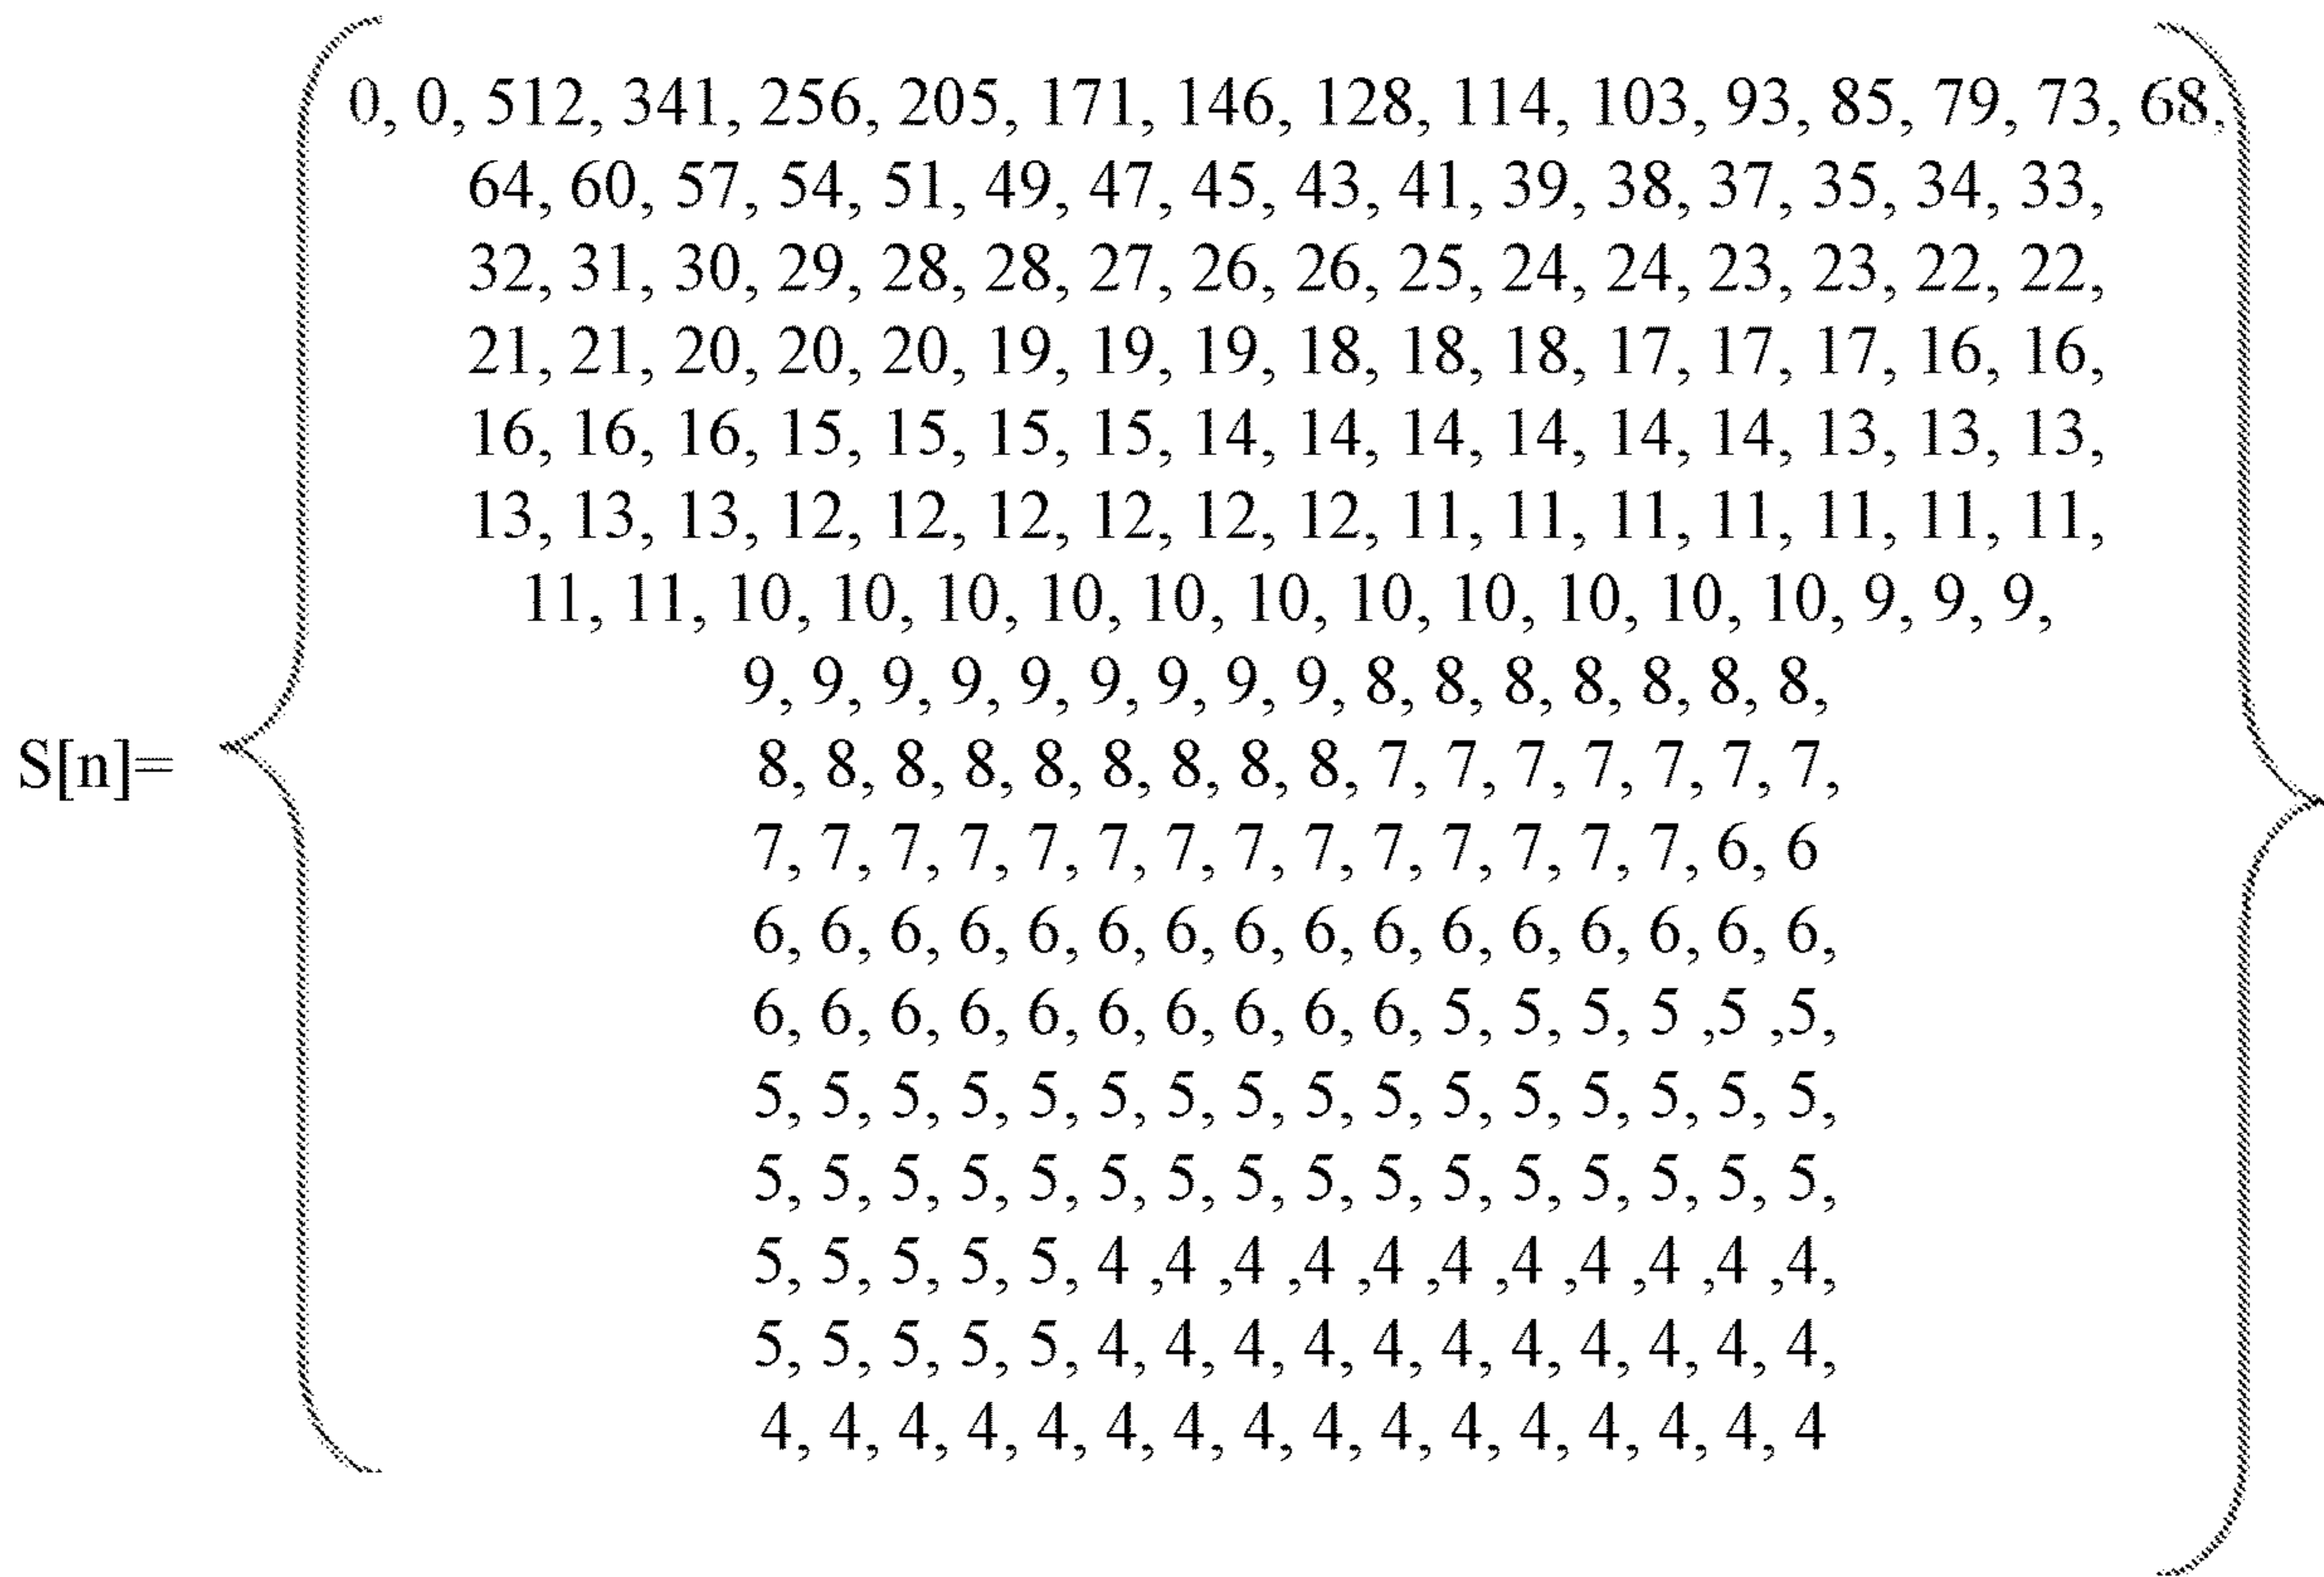 0, 0, 512, 341, 256, 205, 171, 146, 128, 114, 103, 93, 85, 79, 73, 68,
64, 60, 57, 54, 51, 49, 47, 45, 43, 41, 39, 38, 37, 35, 34, 33,
32, 31, 30, 29, 28, 28, 27, 26, 26, 25, 24, 24, 23, 23, 22, 22,
21, 21, 20, 20, 20, 19, 19, 19, 18, 18, 18, 17, 17, 17, 16, 16,
16, 16, 16, 15, 15, 15, 15, 14, 14, 14, 14, 14, 14, 13, 13, 13,
13, 13, 13, 12, 12, 12, 12, 12, 12, 11, 11, 11, 11, 11, 11, 11,
11, 11, 10, 10, 10, 10, 10, 10, 10, 10, 10, 10, 10, 9, 9, 9,
9, 9, 9, 9, 9, 9, 9, 9, 9, 8, 8, 8, 8, 8, 8, 8,
S[n]=
8, 8, 8, 8, 8, 8, 8, 8, 8, 7, 7, 7, 7, 7, 7, 7,
7, 7, 7, 7, 7, 7, 7, 7, 7, 7, 7, 7, 7, 7, 6, 6
6, 6, 6, 6, 6, 6, 6, 6, 6, 6, 6, 6, 6, 6, 6, 6,
6, 6, 6, 6, 6, 6, 6, 6, 6, 6, 5, 5, 5, 5 ,5 ,5,
5, 5, 5, 5, 5, 5, 5, 5, 5, 5, 5, 5, 5, 5, 5, 5,
5, 5, 5, 5, 5, 5, 5, 5, 5, 5, 5, 5, 5, 5, 5, 5,
5, 5, 5, 5, 5, 4 ,4 ,4 ,4 ,4 ,4 ,4 ,4 ,4 ,4 ,4,
5, 5, 5, 5, 5, 4, 4, 4, 4, 4, 4, 4, 4, 4, 4, 4,
4, 4, 4, 4, 4, 4, 4, 4, 4, 4, 4, 4, 4, 4, 4, 4